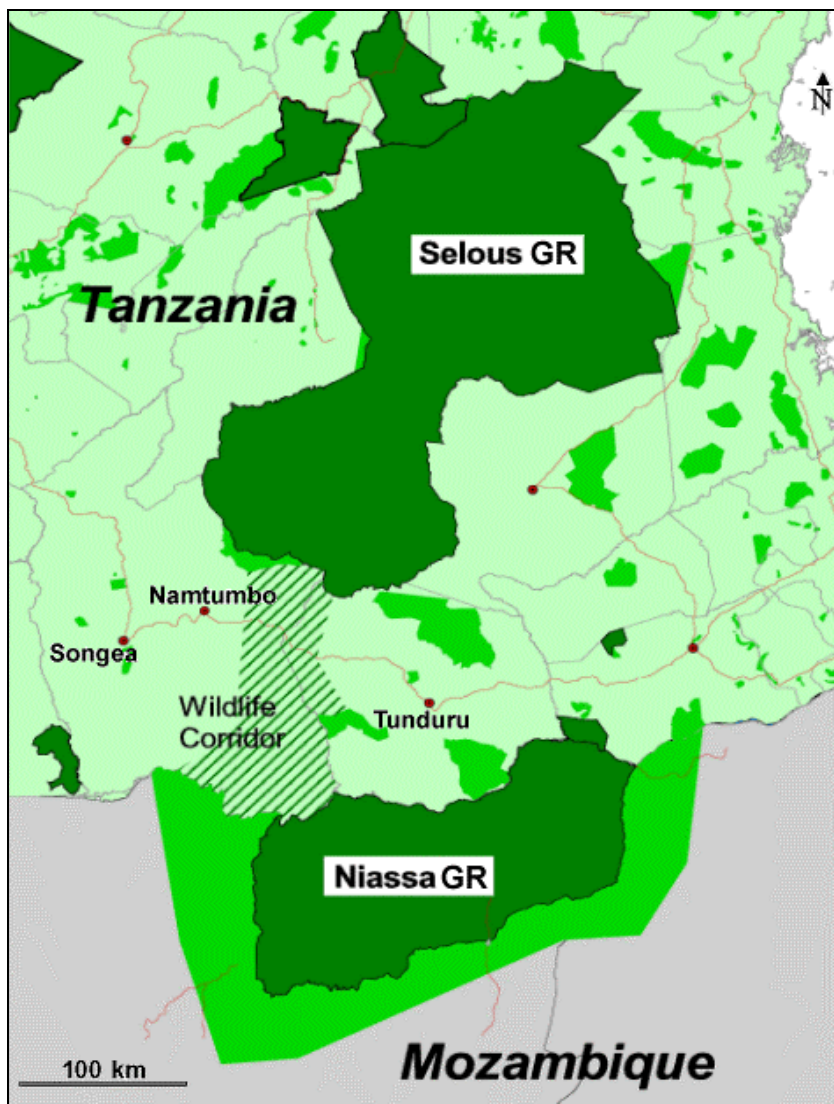 N
Selous GR
Tanzania
Namtumbo
Songea
Wildlife
Corridor
Tunduru
Niassa GR
100 km
Mozambique